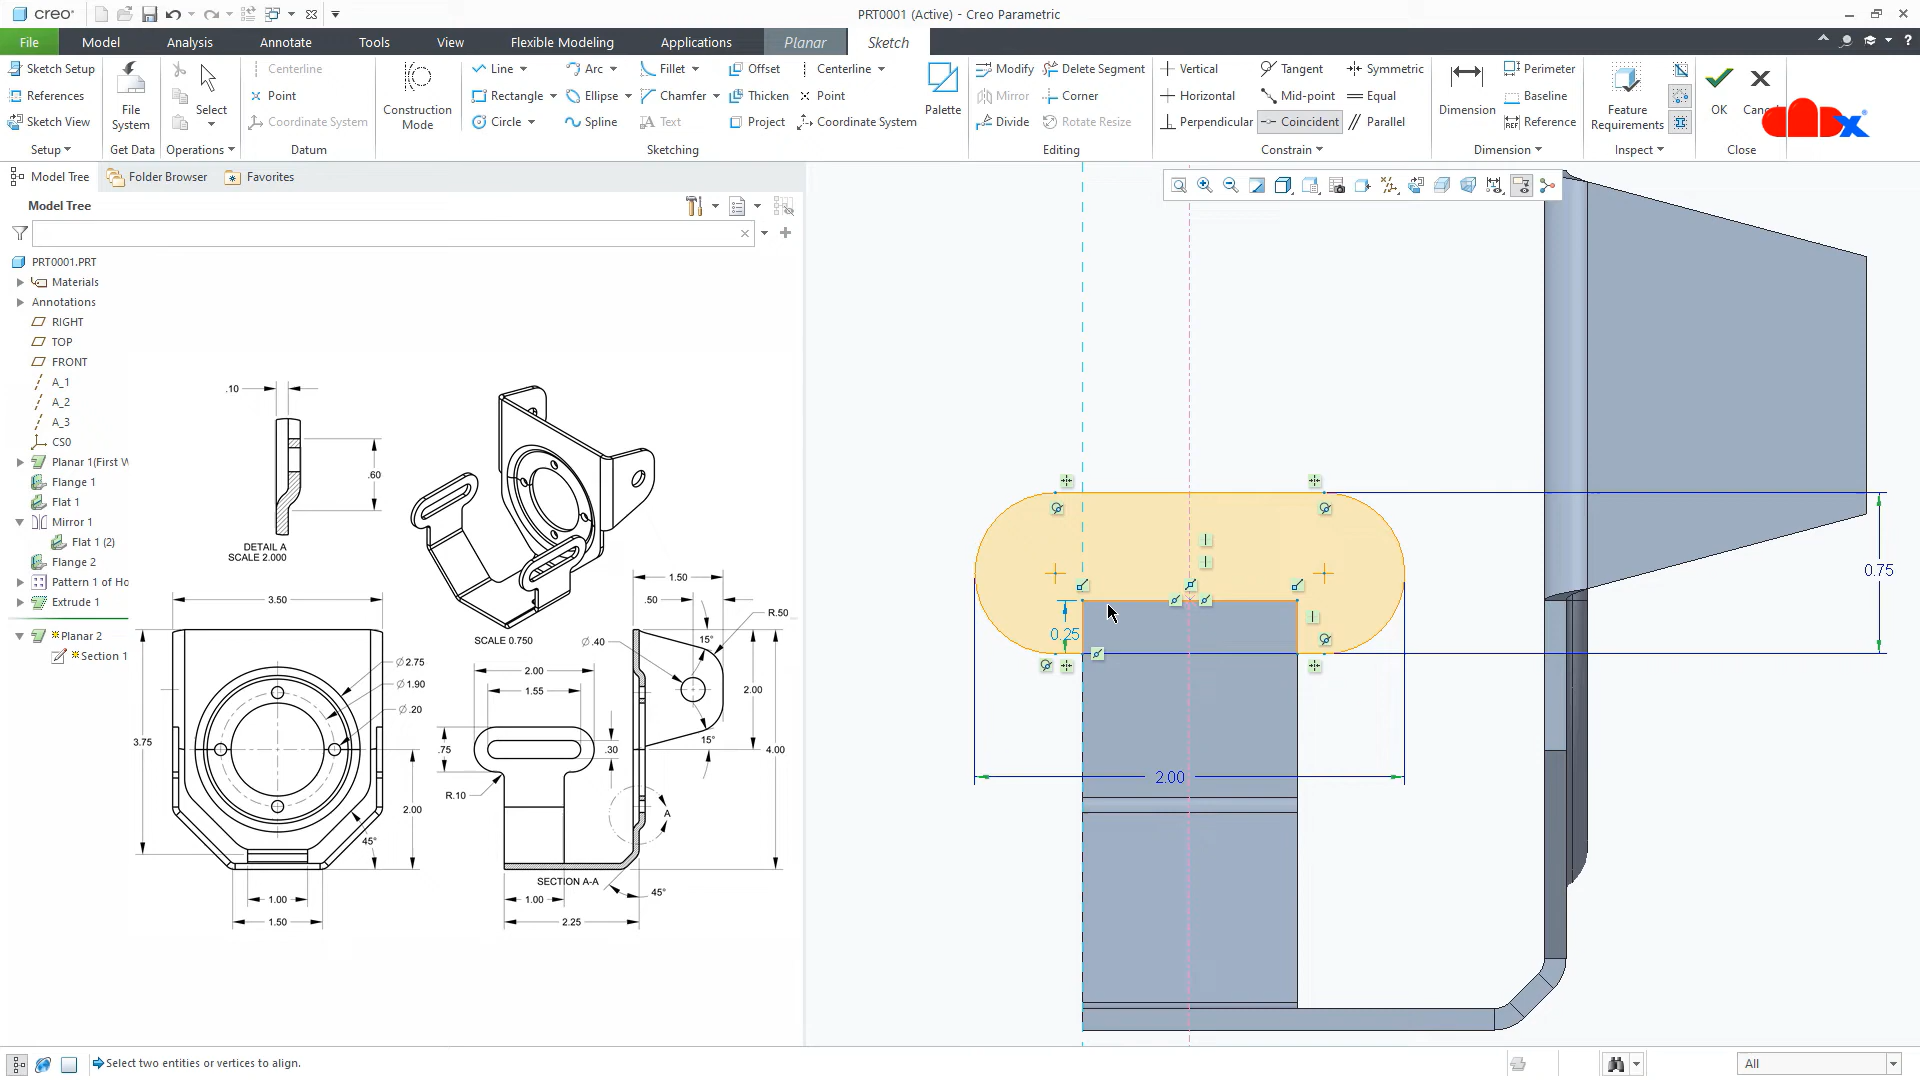 creo
PRT0001 (Active) - Creo Parametric
File
Model
Analysis
Annotate
Tools
View
Flexible Modeling
Applications
Planar
Sketch
Sketch Setup
References
Sketch View
Setup
File System
Get Data
Select
Operations
Centerline
Point
Coordinate System
Datum
Construction Mode
Line
Rectangle
Circle
Arc
Ellipse
Spline
Fillet
Chamfer
Text
Offset
Thicken
Project
Centerline
Point
Coordinate System
Palette
Sketching
Modify
Mirror
Divide
Delete Segment
Corner
Rotate Resize
Editing
Vertical
Horizontal
Perpendicular
Tangent
Mid-point
Coincident
Symmetric
Equal
Parallel
Constrain
Dimension
Perimeter
Baseline
REF Reference
Dimension
Feature Requirements
Inspect
OK
Canc
Close
x
Model Tree
Folder Browser
Favorites
Model Tree
PRT0001.PRT
Materials
Annotations
RIGHT
TOP
FRONT
A_1
A_2
A_3
CS0
Planar 1(First W
Flange 1
Flat 1
Mirror 1
Flat 1 (2)
Flange 2
Pattern 1 of Ho
Extrude 1
*Planar 2
*Section 1
.10
.60
DETAIL A
SCALE 2.000
SCALE 0.750
3.50
3.75
Ø2.75
Ø1.90
Ø.20
2.00
45°
1.00
1.50
2.00
1.55
.75
.30
R.10
SECTION A-A
1.00
2.25
45°
A
1.50
.50
R.50
Ø.40
15°
15°
2.00
4.00
0.25
0.75
2.00
Select two entities or vertices to align.
All